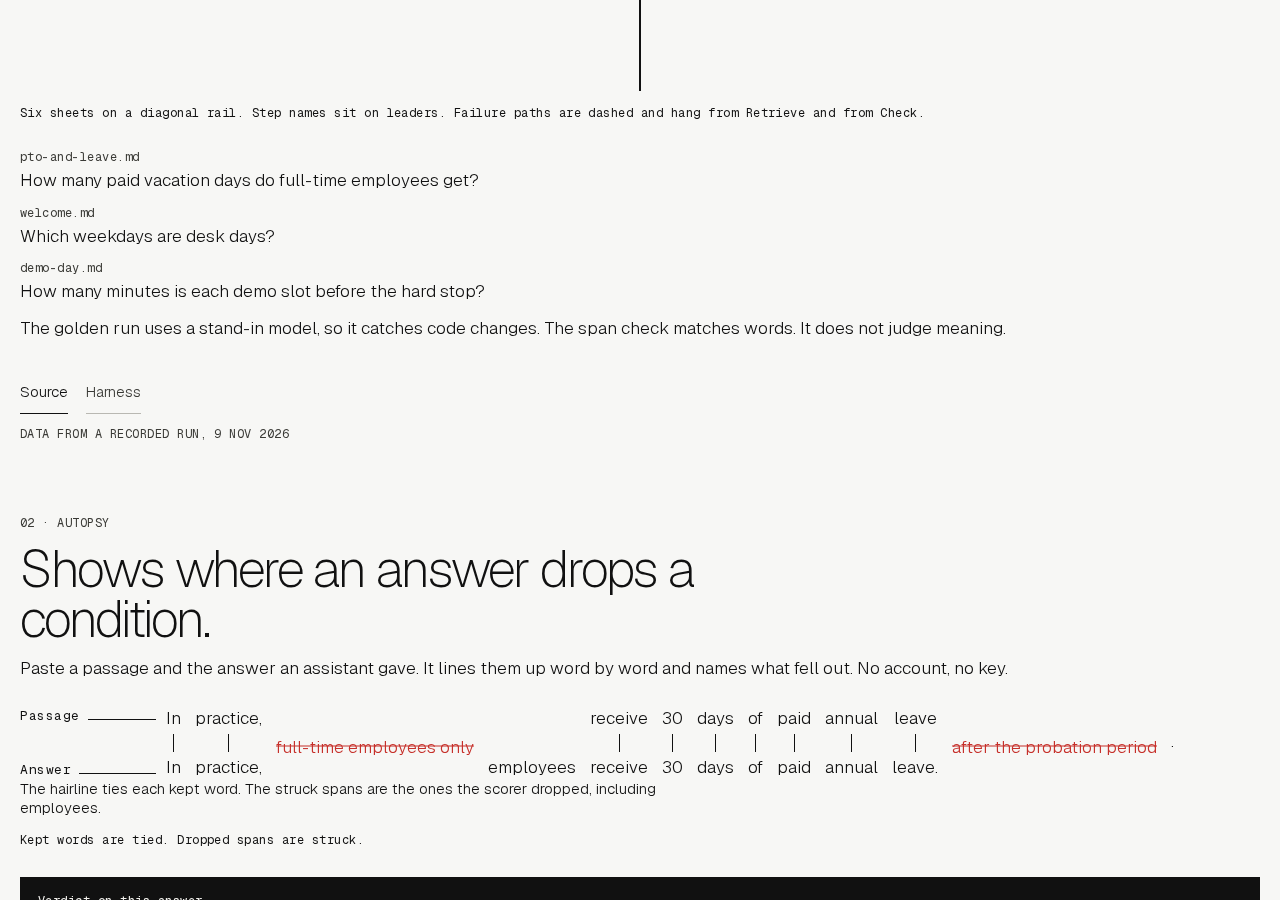 Six sheets on a diagonal rail. Step names sit on leaders. Failure paths are dashed and hang from Retrieve and from Check.
pto-and-leave.md
How many paid vacation days do full-time employees get?
welcome.md
Which weekdays are desk days?
demo-day.md
How many minutes is each demo slot before the hard stop?
The golden run uses a stand-in model, so it catches code changes. The span check matches words. It does not judge meaning.
Source Harness
DATA FROM A RECORDED RUN, 9 NOV 2026
02 · AUTOPSY
Shows where an answer drops a
condition.
Paste a passage and the answer an assistant gave. It lines them up word by word and names what fell out. No account, no key.
Passage In practice, receive 30 days of paid annual leave
full-time employees only after the probation period .
Answer In practice, employees receive 30 days of paid annual leave.
The hairline ties each kept word. The struck spans are the ones the scorer dropped, including
employees.
Kept words are tied. Dropped spans are struck.
Verdict on this answer